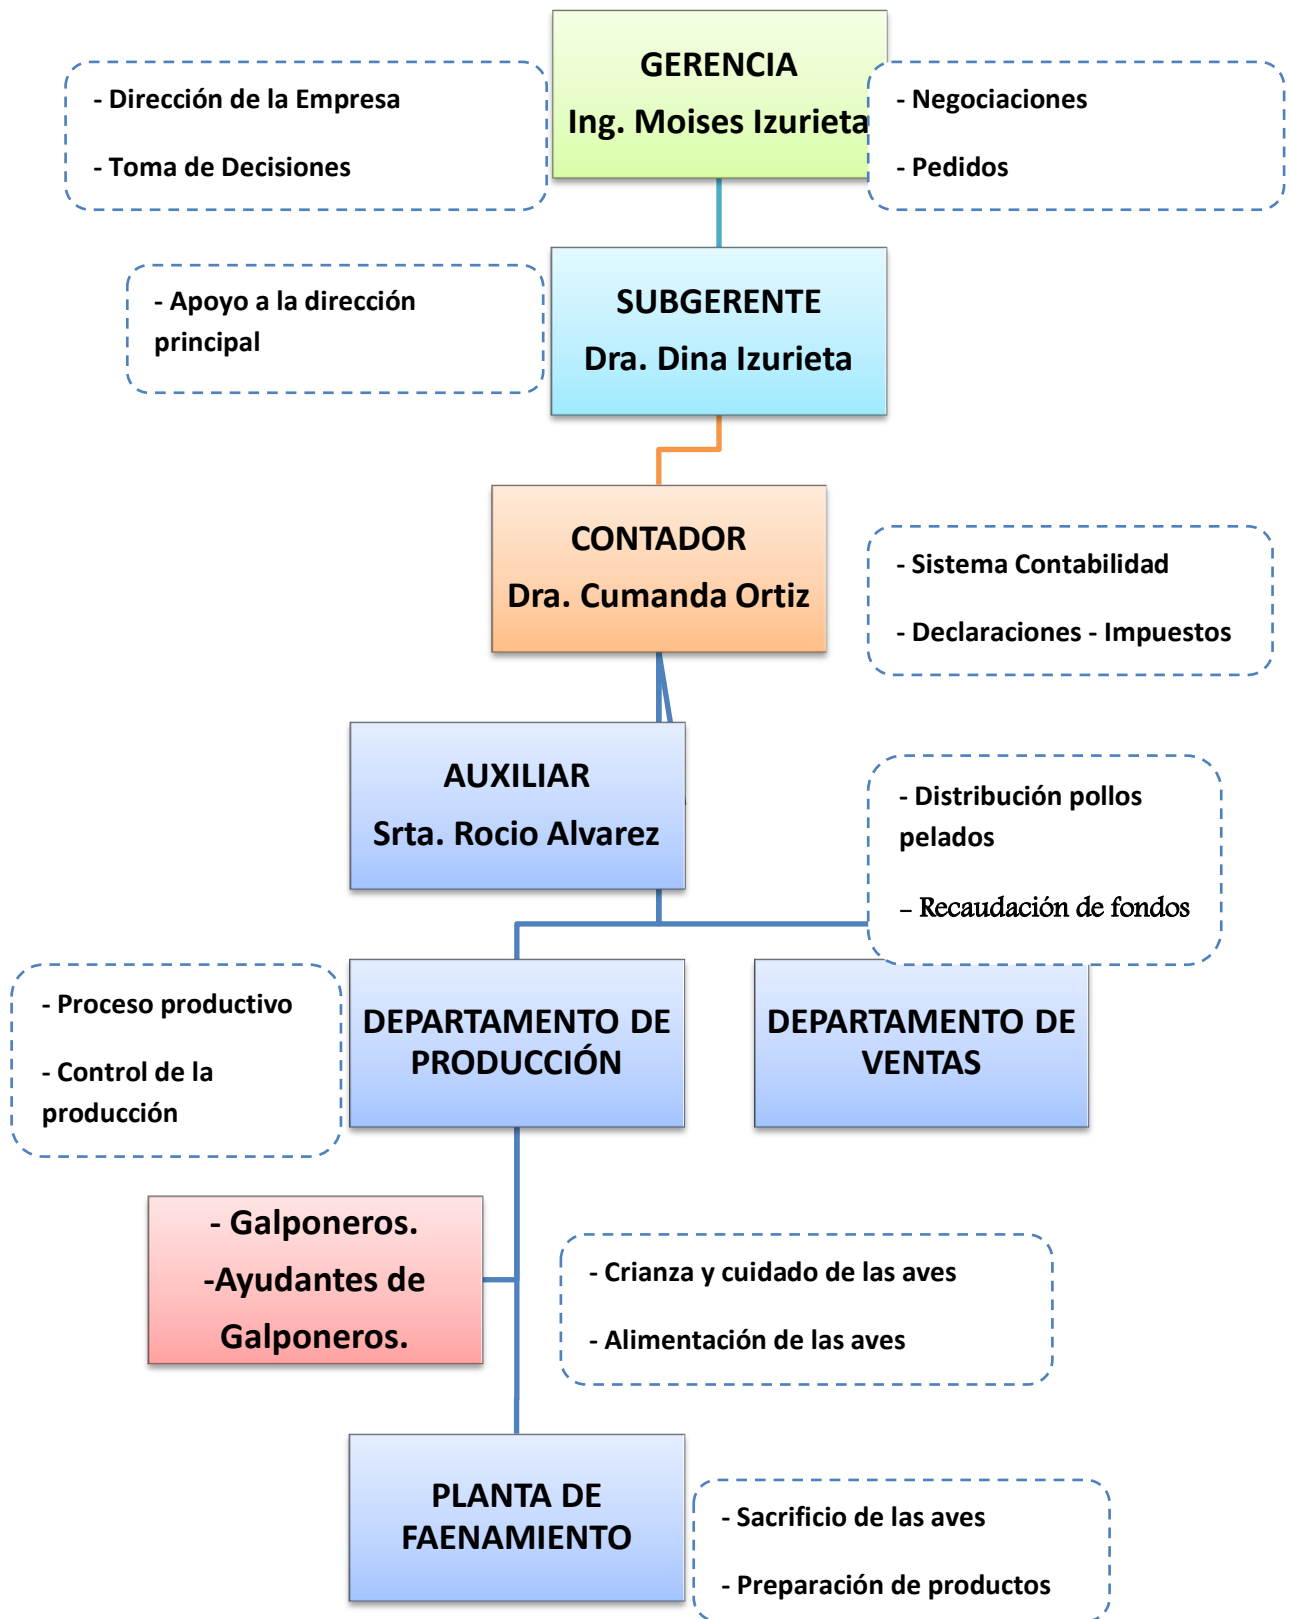 GERENCIA
Ing. Moises Izurieta
- Dirección de la Empresa
- Toma de Decisiones
- Negociaciones
- Pedidos
SUBGERENTE
Dra. Dina Izurieta
- Apoyo a la dirección
principal
CONTADOR
Dra. Cumanda Ortiz
- Sistema Contabilidad
- Declaraciones - Impuestos
AUXILIAR
Srta. Rocio Alvarez
- Distribución pollos
pelados
- Recaudación de fondos
- Proceso productivo
- Control de la
producción
DEPARTAMENTO DE
PRODUCCIÓN
DEPARTAMENTO DE
VENTAS
- Galponeros.
-Ayudantes de
Galponeros.
- Crianza y cuidado de las aves
- Alimentación de las aves
PLANTA DE
FAENAMIENTO
- Sacrificio de las aves
- Preparación de productos